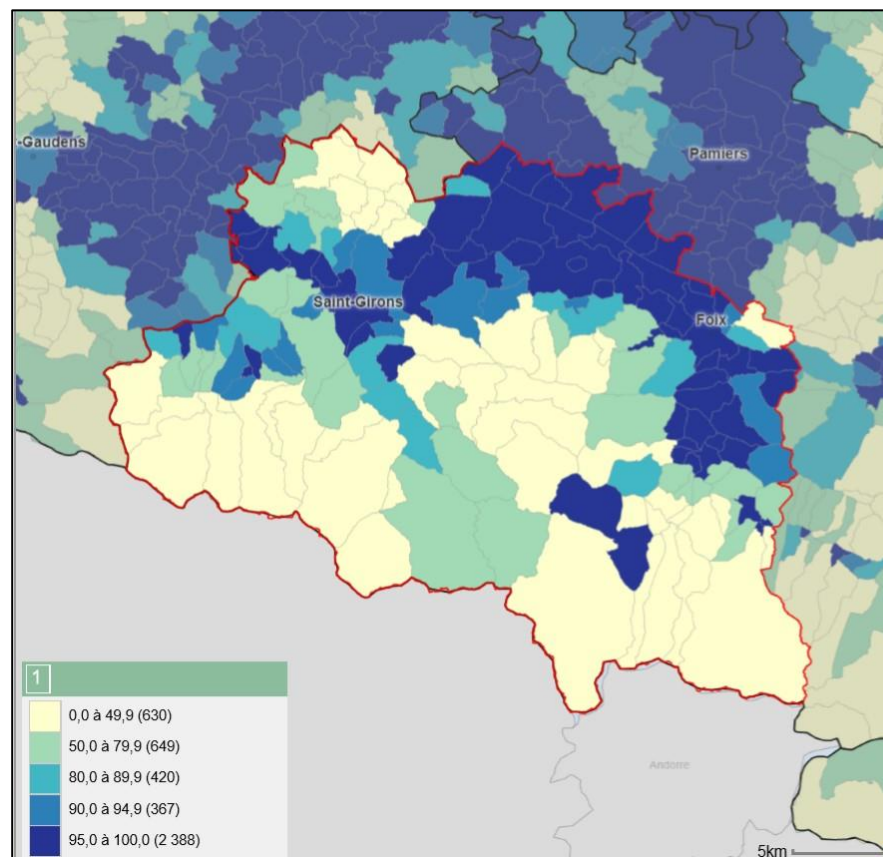 -Gaudens
Pamiers
Saint-Girons
Foix
Andorre
1
0,0 à 49,9 (630)
50,0 à 79,9 (649)
80,0 à 89,9 (420)
90,0 à 94,9 (367)
95,0 à 100,0 (2 388)
5km